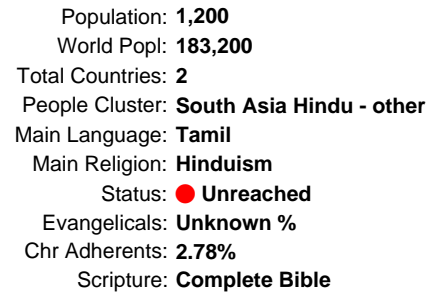 Population: 1,200
World Popl: 183,200
Total Countries: 2
People Cluster: South Asia Hindu - other
Main Language: Tamil
Main Religion: Hinduism
Status: Unreached
Evangelicals: Unknown %
Chr Adherents: 2.78%
Scripture: Complete Bible